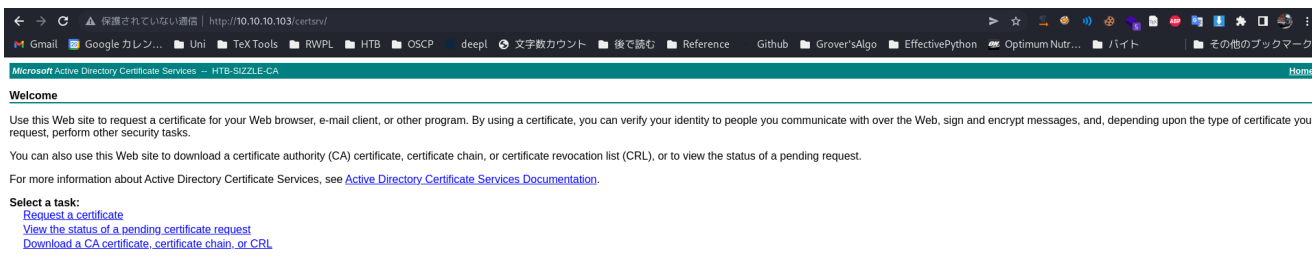 保護されていない通信 | http://10.10.10.103/certsrv/
Gmail Google カレン... Uni TeX Tools RWPL HTB OSCP deepl 文字数カウント 後で読む Reference Github Grover'sAlgo EffectivePython Optimum Nutr... バイト その他のブックマーク
Microsoft Active Directory Certificate Services -- HTB-SIZZLE-CA Home
Welcome
Use this Web site to request a certificate for your Web browser, e-mail client, or other program. By using a certificate, you can verify your identity to people you communicate with over the Web, sign and encrypt messages, and, depending upon the type of certificate you
request, perform other security tasks.
You can also use this Web site to download a certificate authority (CA) certificate, certificate chain, or certificate revocation list (CRL), or to view the status of a pending request.
For more information about Active Directory Certificate Services, see Active Directory Certificate Services Documentation.
Select a task:
Request a certificate
View the status of a pending certificate request
Download a CA certificate, certificate chain, or CRL